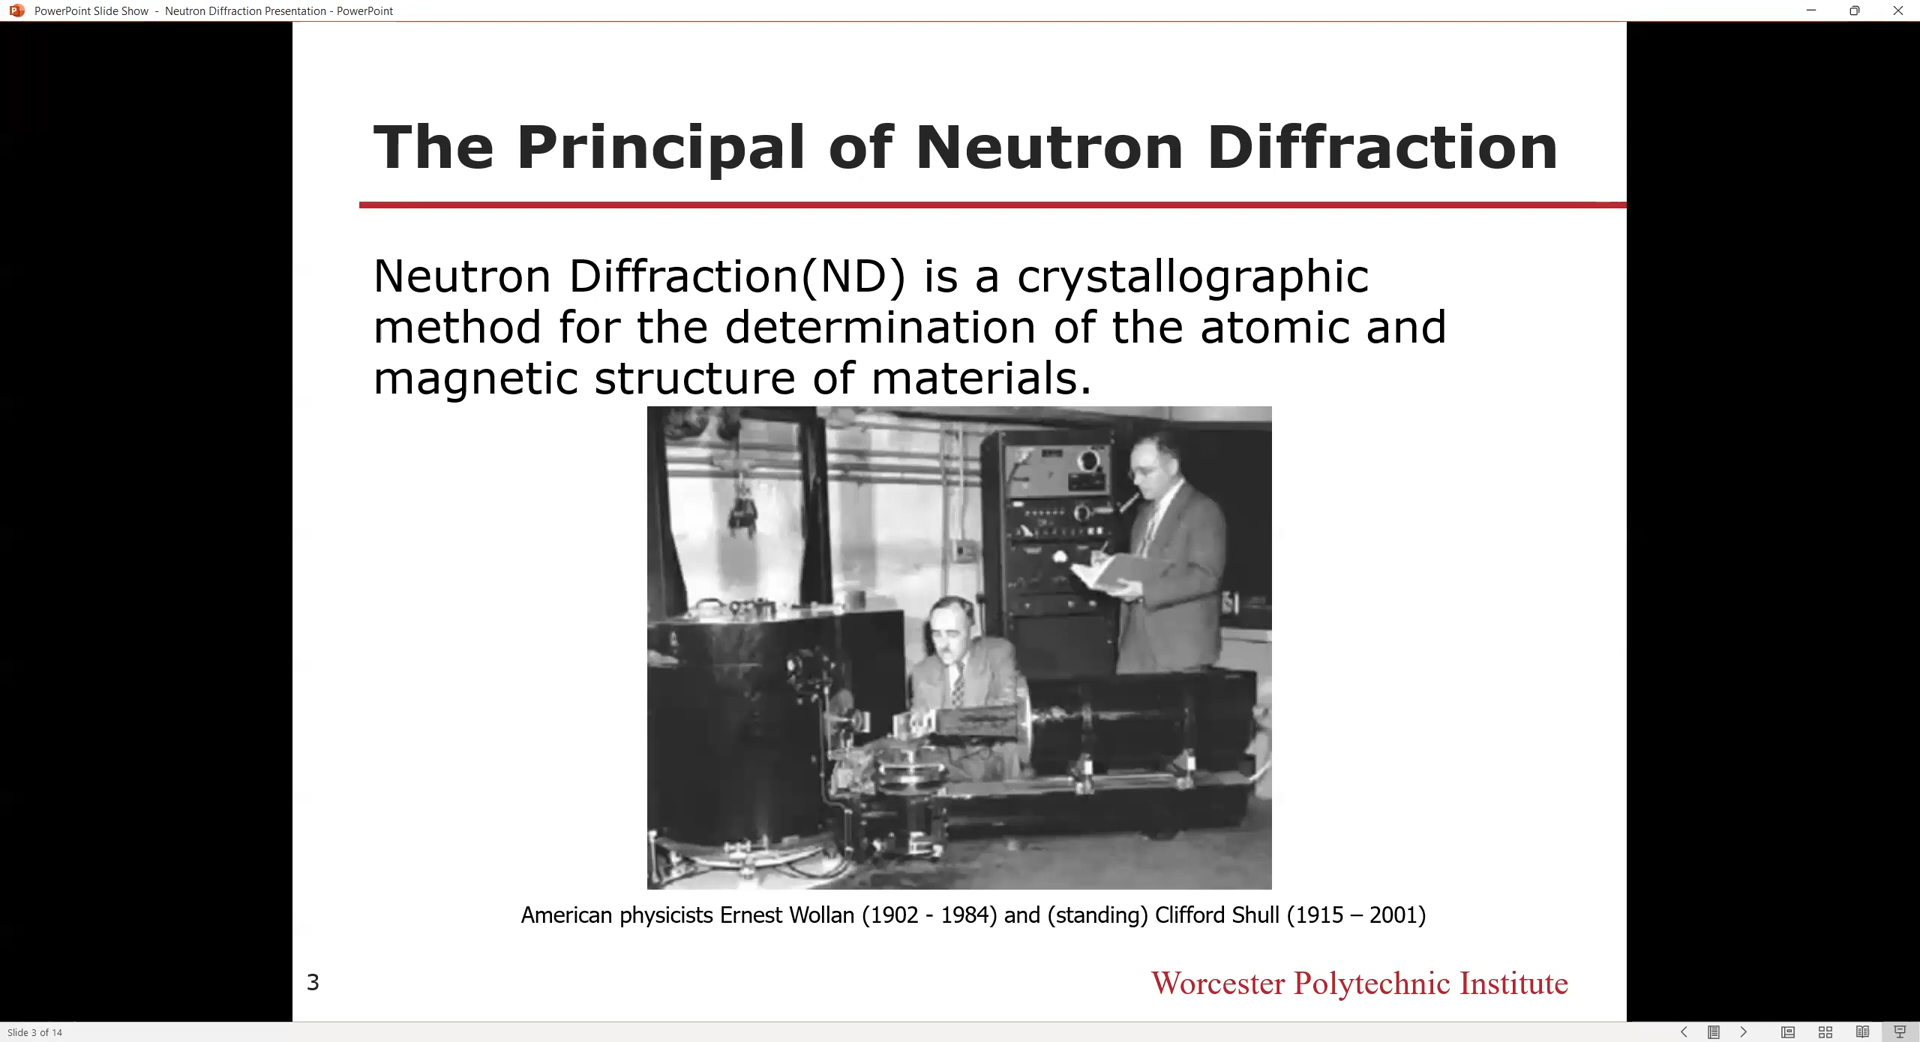 PowerPoint Slide Show - Neutron Diffraction Presentation - PowerPoint
The Principal of Neutron Diffraction
Neutron Diffraction(ND) is a crystallographic
method for the determination of the atomic and
magnetic structure of materials.
American physicists Ernest Wollan (1902 - 1984) and (standing) Clifford Shull (1915 – 2001)
3
Worcester Polytechnic Institute
Slide 3 of 14